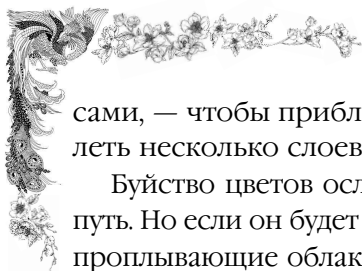 сами, — чтобы прибл
леть несколько слоев
Буйство цветов осл
путь. Но если он будет
проплывающие облак